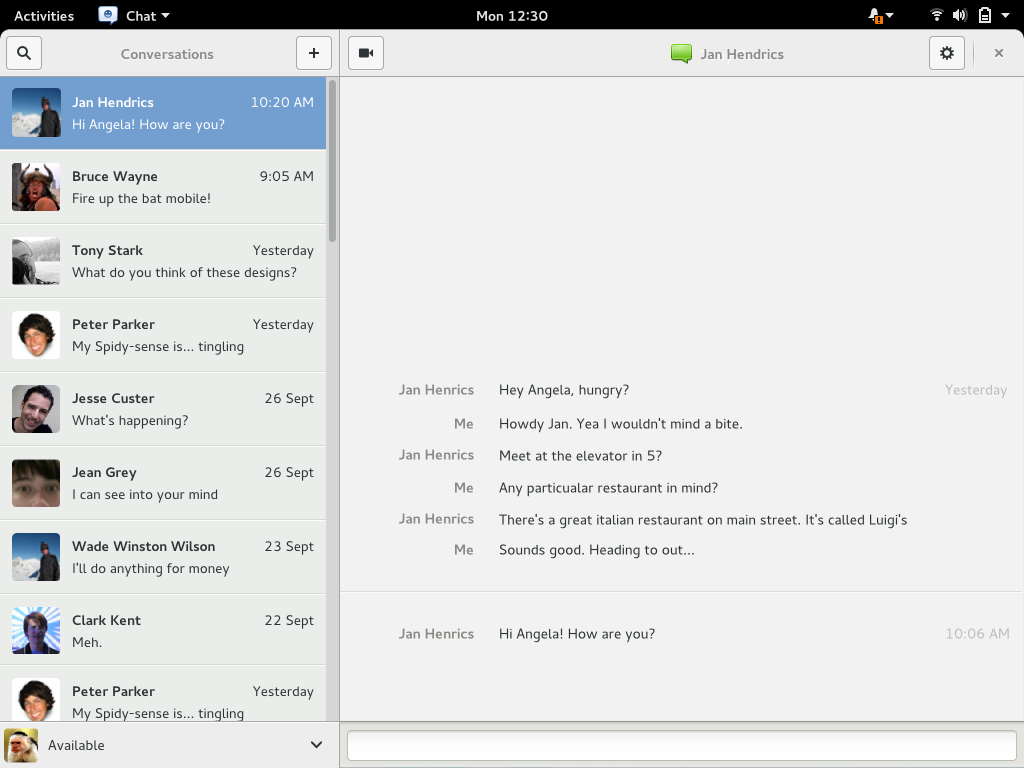 Activities Chat Mon 12:30
Conversations
Jan Hendrics
Jan Hendrics 10:20 AM
Hi Angela! How are you?
Bruce Wayne 9:05 AM
Fire up the bat mobile!
Tony Stark Yesterday
What do you think of these designs?
Peter Parker Yesterday
My Spidy-sense is... tingling
Jesse Custer 26 Sept
What's happening?
Jean Grey 26 Sept
I can see into your mind
Wade Winston Wilson 23 Sept
I'll do anything for money
Clark Kent 22 Sept
Meh.
Peter Parker Yesterday
My Spidy-sense is... tingling
Available
Jan Henrics Hey Angela, hungry? Yesterday
Me Howdy Jan. Yea I wouldn't mind a bite.
Jan Henrics Meet at the elevator in 5?
Me Any particualar restaurant in mind?
Jan Henrics There's a great italian restaurant on main street. It's called Luigi's
Me Sounds good. Heading to out...
Jan Henrics Hi Angela! How are you? 10:06 AM